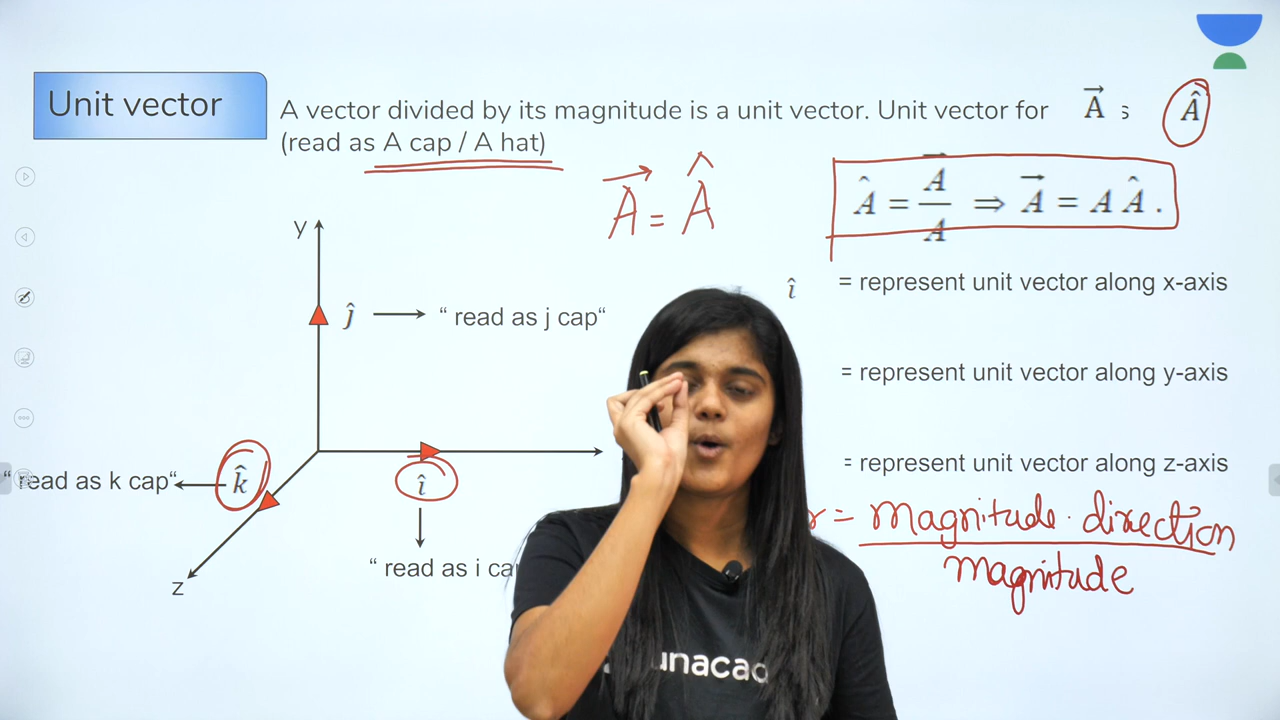 Unit vector
A vector divided by its magnitude is a unit vector. Unit vector for A⃗ s Â
(read as A cap / A hat)
A⃗ = Â
Â = A⃗/A ⇒ A⃗ = A Â .
y
ĵ → “ read as j cap“
î = represent unit vector along x-axis
= represent unit vector along y-axis
= represent unit vector along z-axis
“ read as k cap“ ← k̂
î
“ read as i ca
z
r = magnitude . direction / magnitude
unacad